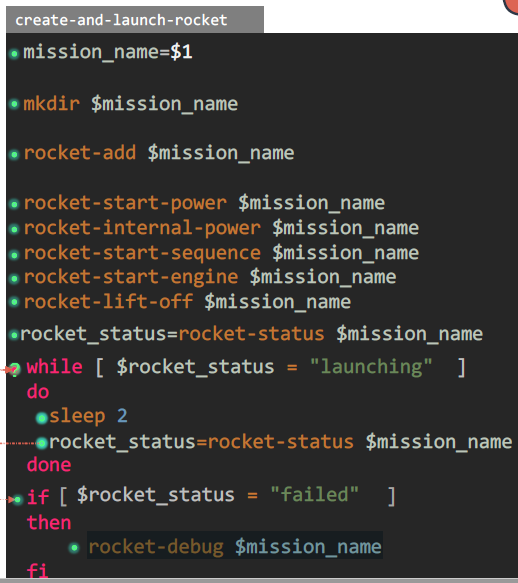 create-and-launch-rocket
mission_name=$1
mkdir $mission_name
rocket-add $mission_name
rocket-start-power $mission_name
rocket-internal-power $mission_name
rocket-start-sequence $mission_name
rocket-start-engine $mission_name
rocket-lift-off $mission_name
rocket_status=rocket-status $mission_name
while [ $rocket_status = "launching" ]
do
sleep 2
rocket_status=rocket-status $mission_name
done
if [ $rocket_status = "failed" ]
then
rocket-debug $mission_name
fi